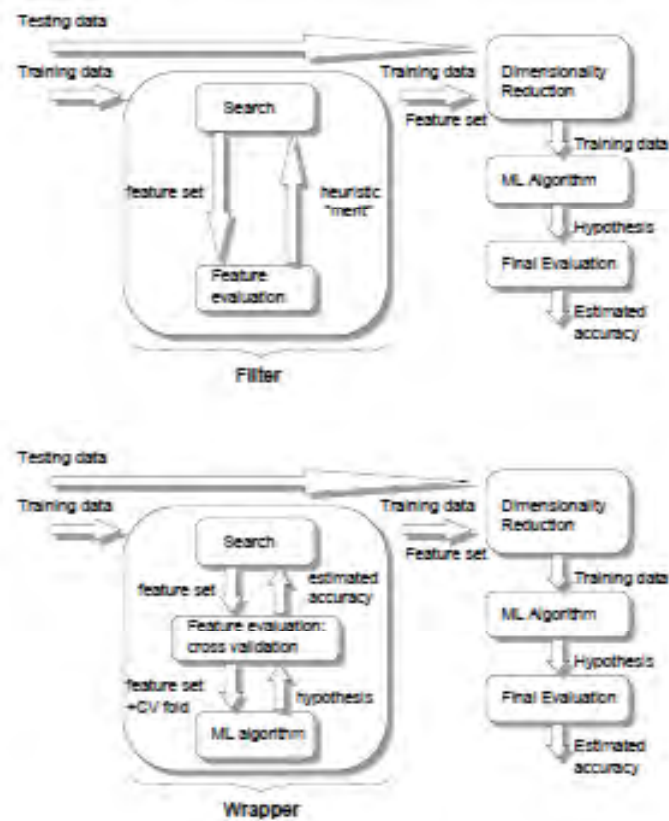 Testing data
Training data
Search
feature set
heuristic
"merit"
Feature
evaluation
Filter
Training data
Feature set
Dimensionality
Reduction
Training data
ML Algorithm
Hypothesis
Final Evaluation
Estimated
accuracy
Testing data
Training data
Search
feature set
estimated
accuracy
Feature evaluation:
cross validation
feature set
+CV fold
hypothesis
ML algorithm
Wrapper
Training data
Feature set
Dimensionality
Reduction
Training data
ML Algorithm
Hypothesis
Final Evaluation
Estimated
accuracy